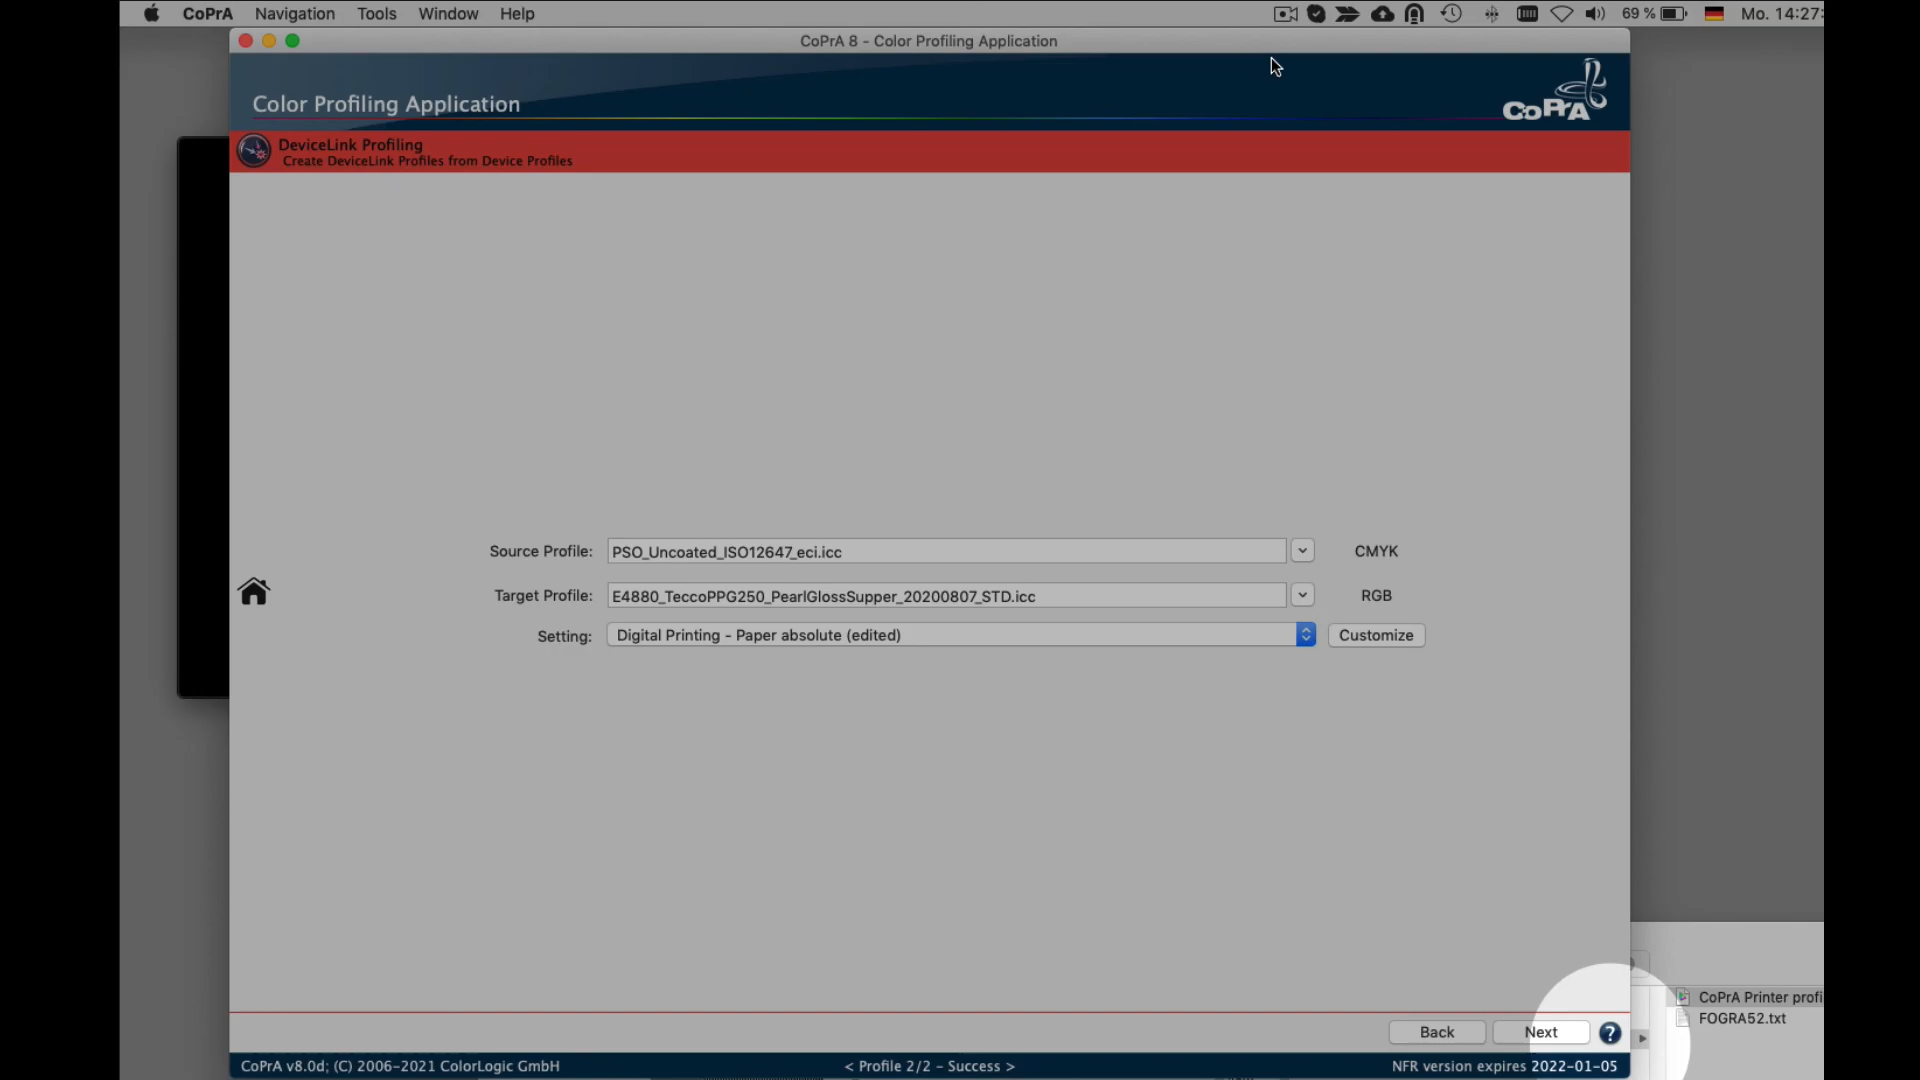 CoPrA Navigation Tools Window Help 69 % Mo. 14:27:
CoPrA 8 - Color Profiling Application
Color Profiling Application
CoPrA
DeviceLink Profiling
Create DeviceLink Profiles from Device Profiles
Source Profile: PSO_Uncoated_ISO12647_eci.icc CMYK
Target Profile: E4880_TeccoPPG250_PearlGlossSupper_20200807_STD.icc RGB
Setting: Digital Printing - Paper absolute (edited) Customize
CoPrA Printer profi
FOGRA52.txt
Back Next ?
CoPrA v8.0d; (C) 2006-2021 ColorLogic GmbH < Profile 2/2 - Success > NFR version expires 2022-01-05